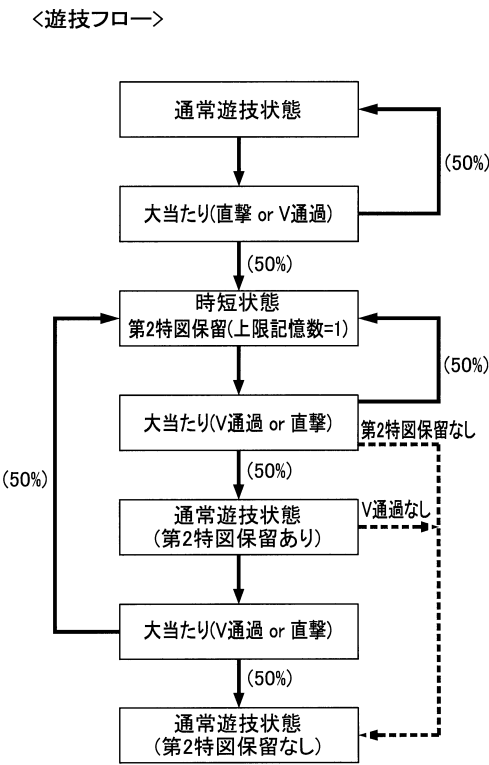 <遊技フロー>
通常遊技状態
(50%)
大当たり(直撃 or V通過)
(50%)
時短状態
第2特図保留(上限記憶数=1)
(50%)
大当たり(V通過 or 直撃)
第2特図保留なし
(50%)
(50%)
通常遊技状態
(第2特図保留あり)
V通過なし
大当たり(V通過 or 直撃)
(50%)
通常遊技状態
(第2特図保留なし)